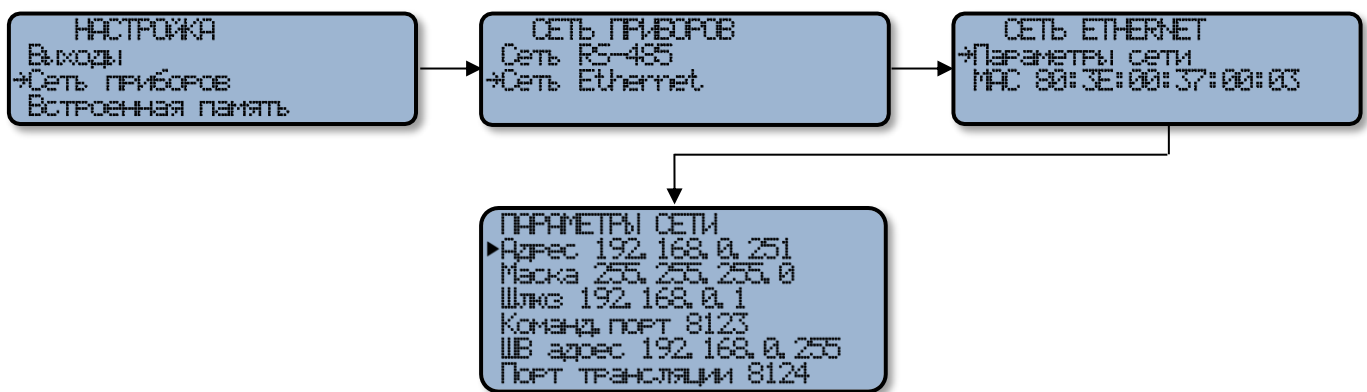 НАСТРОЙКА
Выходы
→Сеть приборов
Встроенная память
СЕТЬ ПРИБОРОВ
Сеть RS-485
→Сеть Ethernet
СЕТЬ ETHERNET
→Параметры сети
MAC 80:3E:00:37:00:03
ПАРАМЕТРЫ СЕТИ
►Адрес 192.168.0.251
Маска 255.255.255.0
Шлюз 192.168.0.1
Команд.порт 8123
ШВ адрес 192.168.0.255
Порт трансляции 8124